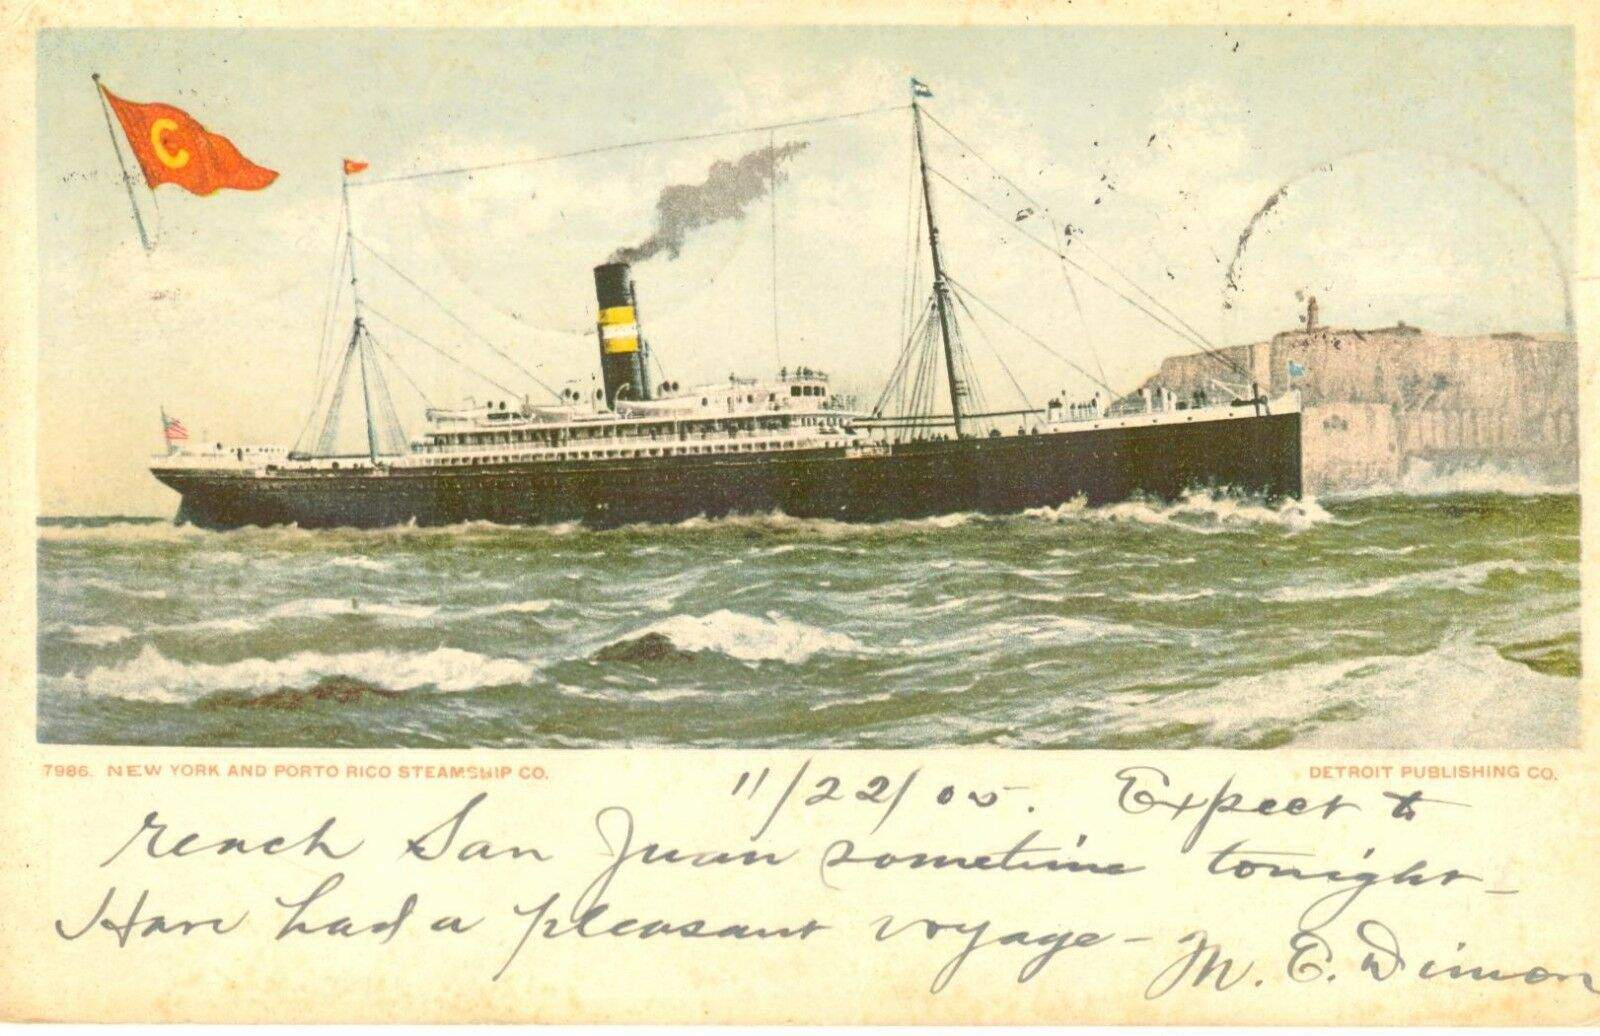 C
7986. NEW YORK AND PORTO RICO STEAMSHIP CO.
DETROIT PUBLISHING CO.
11/22/05. Expect to
reach San Juan sometime tonight -
Have had a pleasant voyage - M. E. Dimon